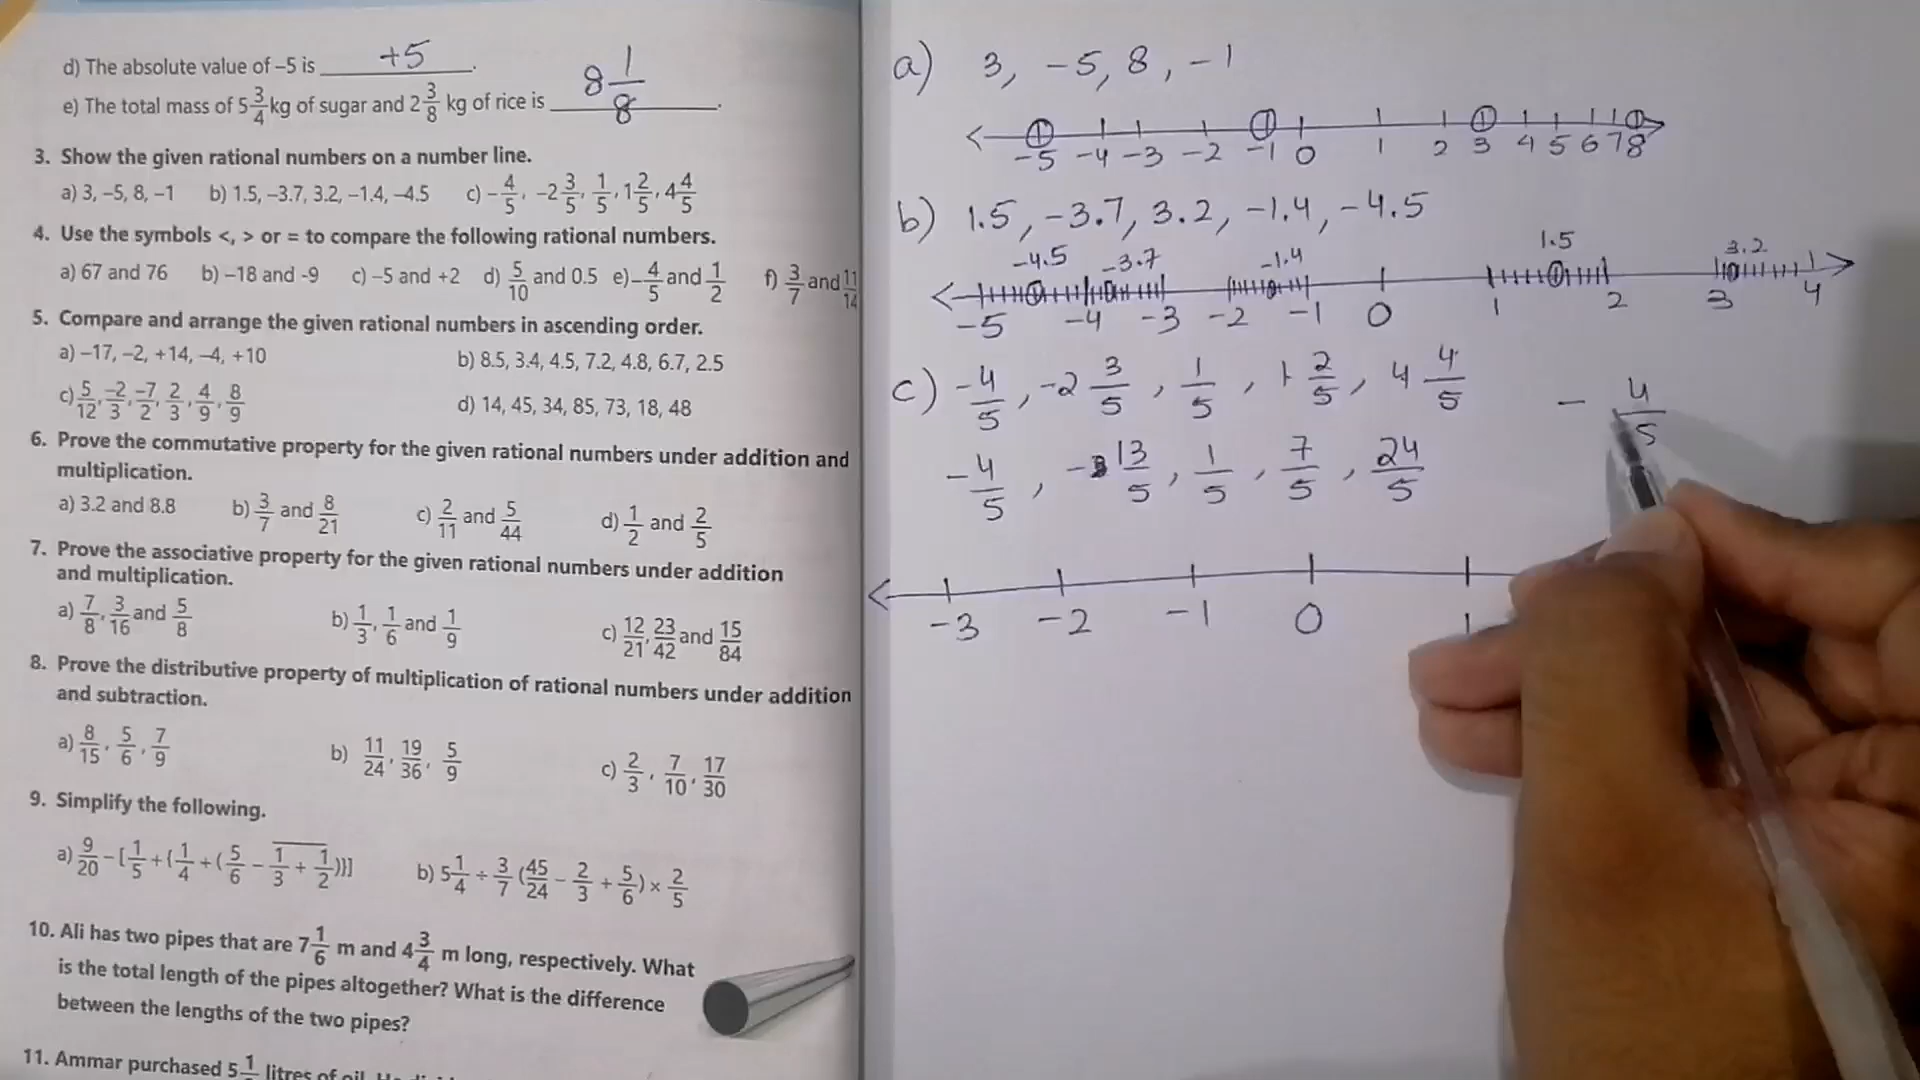 d) The absolute value of –5 is +5.
e) The total mass of 5 3/4 kg of sugar and 2 3/8 kg of rice is 8 1/8.
3. Show the given rational numbers on a number line.
a) 3, –5, 8, –1 b) 1.5, –3.7, 3.2, –1.4, –4.5 c) –4/5, –2 3/5, 1/5, 1 2/5, 4 4/5
4. Use the symbols <, > or = to compare the following rational numbers.
a) 67 and 76 b) –18 and -9 c) –5 and +2 d) 5/10 and 0.5 e) –4/5 and 1/2 f) 3/7 and 11/14
5. Compare and arrange the given rational numbers in ascending order.
a) –17, –2, +14, –4, +10 b) 8.5, 3.4, 4.5, 7.2, 4.8, 6.7, 2.5
c) 5/12, –2/3, –7/2, 2/3, 4/9, 8/9 d) 14, 45, 34, 85, 73, 18, 48
6. Prove the commutative property for the given rational numbers under addition and
multiplication.
a) 3.2 and 8.8 b) 3/7 and 8/21 c) 2/11 and 5/44 d) 1/2 and 2/5
7. Prove the associative property for the given rational numbers under addition
and multiplication.
a) 7/8, 3/16 and 5/8 b) 1/3, 1/6 and 1/9 c) 12/21, 23/42 and 15/84
8. Prove the distributive property of multiplication of rational numbers under addition
and subtraction.
a) 8/15, 5/6, 7/9 b) 11/24, 19/36, 5/9 c) 2/3, 7/10, 17/30
9. Simplify the following.
a) 9/20 – [1/5 + {1/4 + (5/6 – 1/3 + 1/2)}] b) 5 1/4 ÷ 3/7 (45/24 – 2/3 + 5/6) × 2/5
10. Ali has two pipes that are 7 1/6 m and 4 3/4 m long, respectively. What
is the total length of the pipes altogether? What is the difference
between the lengths of the two pipes?
11. Ammar purchased 5 1/ litres of oil.
a) 3, -5, 8, -1
-5 -4 -3 -2 -1 0 1 2 3 4 5 6 7 8
b) 1.5, -3.7, 3.2, -1.4, -4.5
-4.5 -3.7 -1.4 1.5 3.2
-5 -4 -3 -2 -1 0 1 2 3 4
c) -4/5, -2 3/5, 1/5, 1 2/5, 4 4/5
- 4/5
-4/5, -13/5, 1/5, 7/5, 24/5
-3 -2 -1 0 1